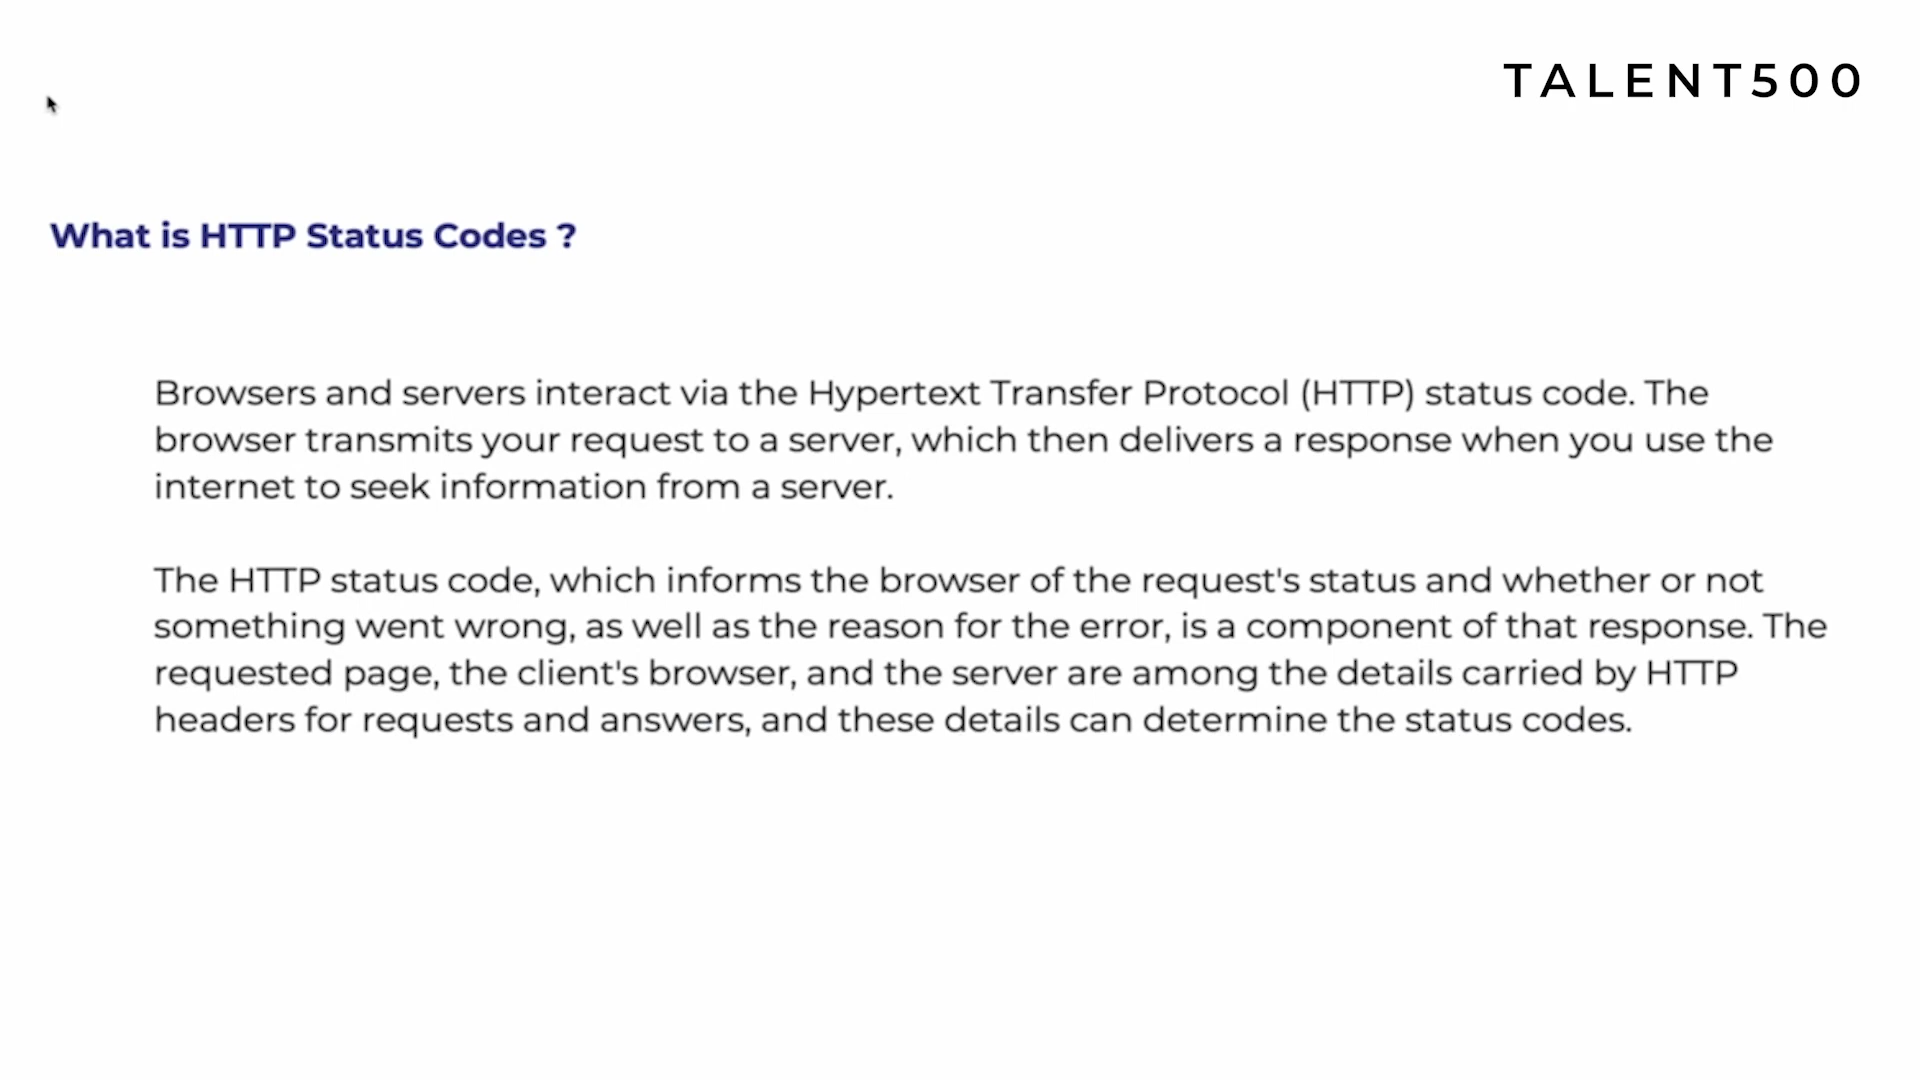 TALENT500
What is HTTP Status Codes ?
Browsers and servers interact via the Hypertext Transfer Protocol (HTTP) status code. The
browser transmits your request to a server, which then delivers a response when you use the
internet to seek information from a server.
The HTTP status code, which informs the browser of the request's status and whether or not
something went wrong, as well as the reason for the error, is a component of that response. The
requested page, the client's browser, and the server are among the details carried by HTTP
headers for requests and answers, and these details can determine the status codes.